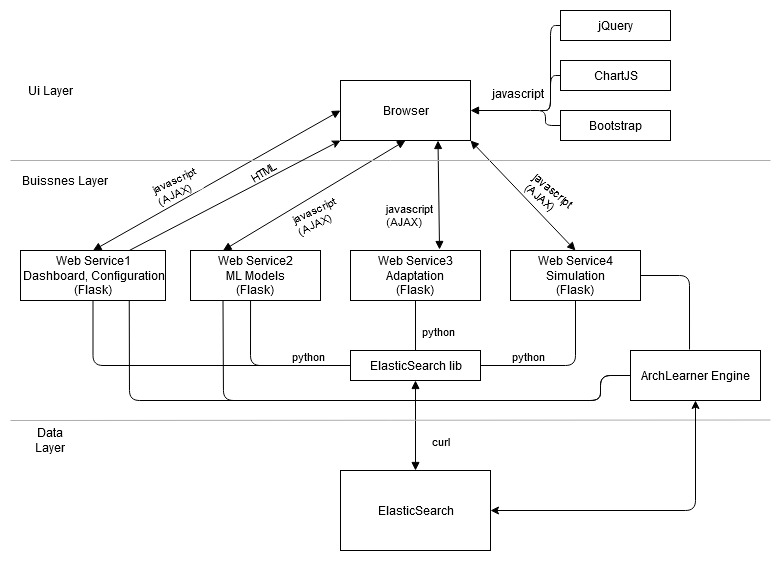 jQuery
ChartJS
Bootstrap
javascript
Ui Layer
Browser
Buissnes Layer
javascript
(AJAX)
HTML
javascript
(AJAX)
javascript
(AJAX)
javascript
(AJAX)
Web Service1
Dashboard, Configuration
(Flask)
Web Service2
ML Models
(Flask)
Web Service3
Adaptation
(Flask)
Web Service4
Simulation
(Flask)
python
python
python
ElasticSearch lib
ArchLearner Engine
Data
Layer
curl
ElasticSearch